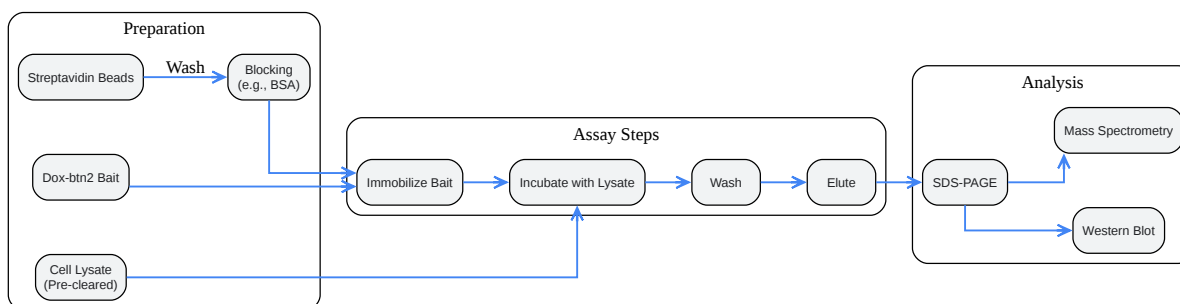 Preparation
Streptavidin Beads
Wash
Blocking
(e.g., BSA)
Dox-btn2 Bait
Cell Lysate
(Pre-cleared)
Assay Steps
Immobilize Bait
Incubate with Lysate
Wash
Elute
Analysis
SDS-PAGE
Mass Spectrometry
Western Blot